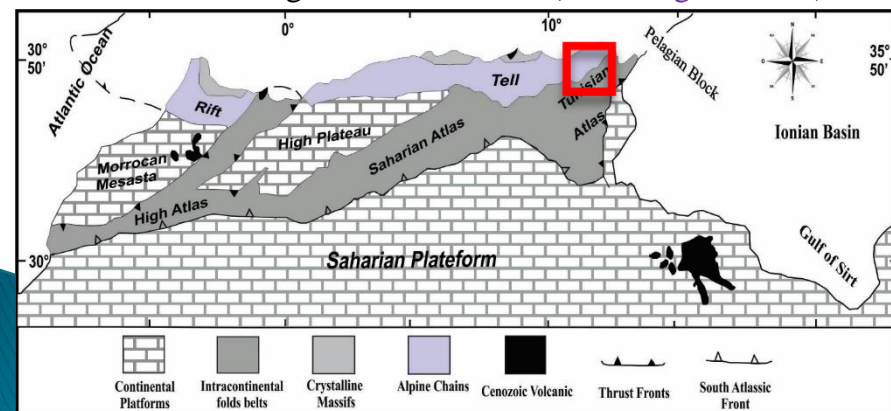 0°
10°
30°
50'
35°
50'
Atlantic Ocean
Pelagian Block
N
Rift
Tell
Tunisian
Atlas
High Plateau
Saharian Atlas
Ionian Basin
Morrocan
Mesasta
High Atlas
30°
Saharian Plateform
Gulf of Sirt
Continental
Platforms
Intracontinental
folds belts
Crystalline
Massifs
Alpine Chains
Cenozoic Volcanic
Thrust Fronts
South Atlassic
Front